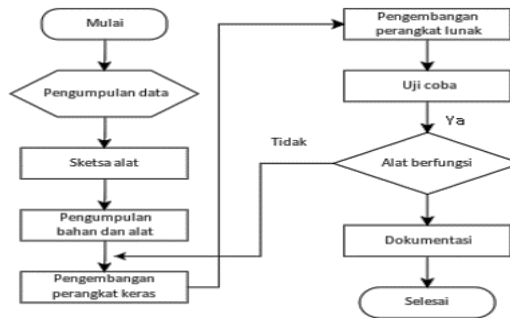 Mulai
Pengumpulan data
Sketsa alat
Pengumpulan
bahan dan alat
Pengembangan
perangkat keras
Pengembangan
perangkat lunak
Uji coba
Ya
Tidak
Alat berfungsi
Dokumentasi
Selesai